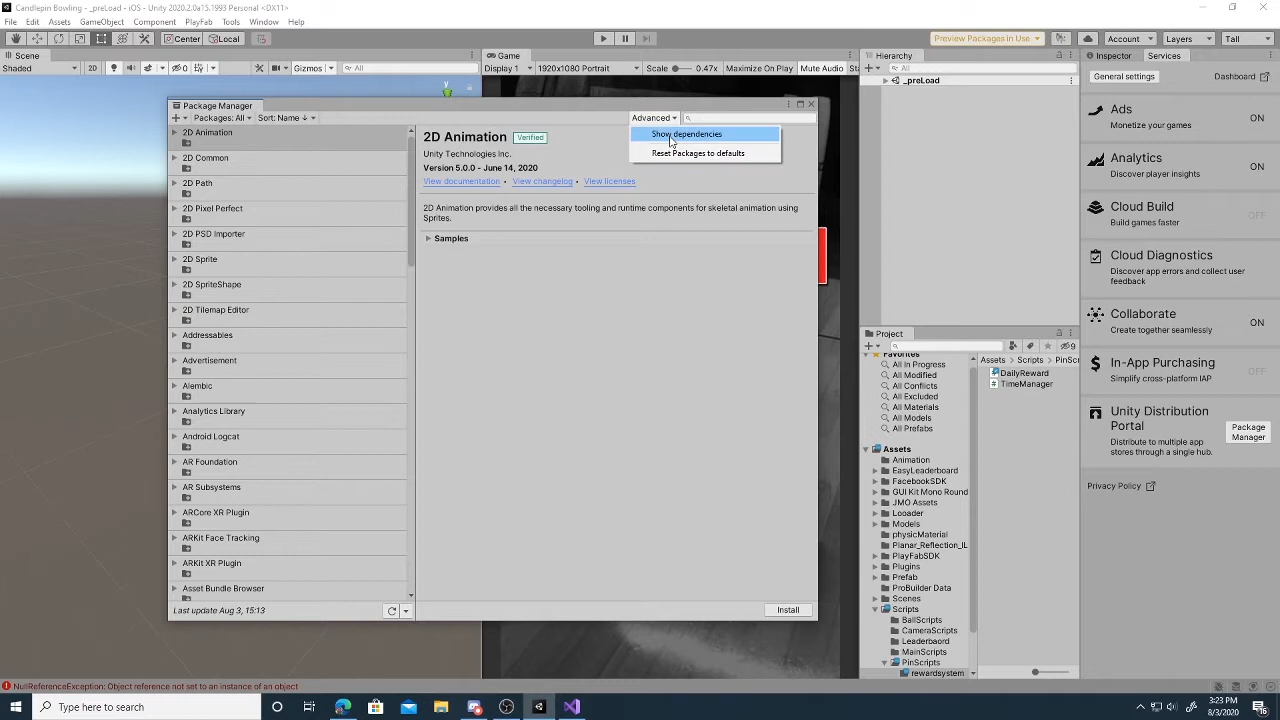 Candlepin Bowling - _preLoad - iOS - Unity 2020.2.0a15.1993 Personal* <DX11>
File Edit Assets GameObject Component PlayFab Tools Dependency Window Help
Center Local Preview Packages in Use Account Layers Tall
Scene
Shaded 2D 0 Gizmos All
Game
Display 1 1920x1080 Portrait Scale 0.47x Maximize On Play Mute Audio Sta
Package Manager
Packages: All Sort: Name ↓ Advanced
Show dependencies
Reset Packages to defaults
2D Animation
2D Common
2D Path
2D Pixel Perfect
2D PSD Importer
2D Sprite
2D SpriteShape
2D Tilemap Editor
Addressables
Advertisement
Alembic
Analytics Library
Android Logcat
AR Foundation
AR Subsystems
ARCore XR Plugin
ARKit Face Tracking
ARKit XR Plugin
Asset Bundle Browser
Last update Aug 3, 15:13
2D Animation Verified
Unity Technologies Inc.
Version 5.0.0 - June 14, 2020
View documentation • View changelog • View licenses
2D Animation provides all the necessary tooling and runtime components for skeletal animation using
Sprites.
Samples
Install
Hierarchy
All
_preLoad
Project
9
Favorites
All In Progress
All Modified
All Conflicts
All Excluded
All Materials
All Models
All Prefabs
Assets
Animation
EasyLeaderboard
FacebookSDK
GUI Kit Mono Round
JMO Assets
Looader
Models
physicMaterial
Planar_Reflection_IL
PlayFabSDK
Plugins
Prefab
ProBuilder Data
Scenes
Scripts
BallScripts
CameraScripts
Leaderbaord
MainScripts
PinScripts
rewardsystem
Assets Scripts PinScr
DailyReward
TimeManager
Inspector Services
General settings Dashboard
Ads
Monetize your games ON
Analytics
Discover player insights ON
Cloud Build
Build games faster OFF
Cloud Diagnostics
Discover app errors and collect user
feedback
Collaborate
Create together seamlessly ON
In-App Purchasing
Simplify cross-platform IAP OFF
Unity Distribution
Portal
Distribute to multiple app
stores through a single hub.
Package
Manager
Privacy Policy
NullReferenceException: Object reference not set to an instance of an object
Type here to search
3:23 PM
8/3/2020